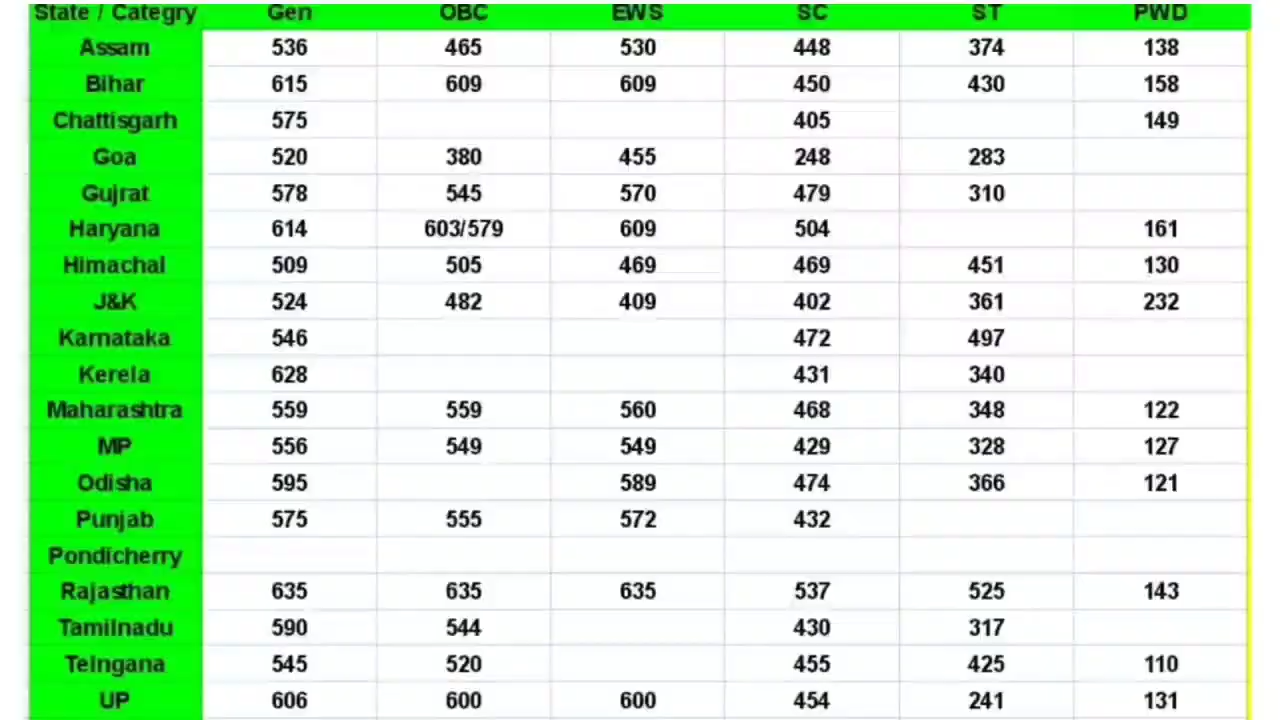 State / Categry Gen OBC EWS SC ST PWD
Assam 536 465 530 448 374 138
Bihar 615 609 609 450 430 158
Chattisgarh 575 405 149
Goa 520 380 455 248 283
Gujrat 578 545 570 479 310
Haryana 614 603/579 609 504 161
Himachal 509 505 469 469 451 130
J&K 524 482 409 402 361 232
Karnataka 546 472 497
Kerela 628 431 340
Maharashtra 559 559 560 468 348 122
MP 556 549 549 429 328 127
Odisha 595 589 474 366 121
Punjab 575 555 572 432
Pondicherry
Rajasthan 635 635 635 537 525 143
Tamilnadu 590 544 430 317
Telngana 545 520 455 425 110
UP 606 600 600 454 241 131